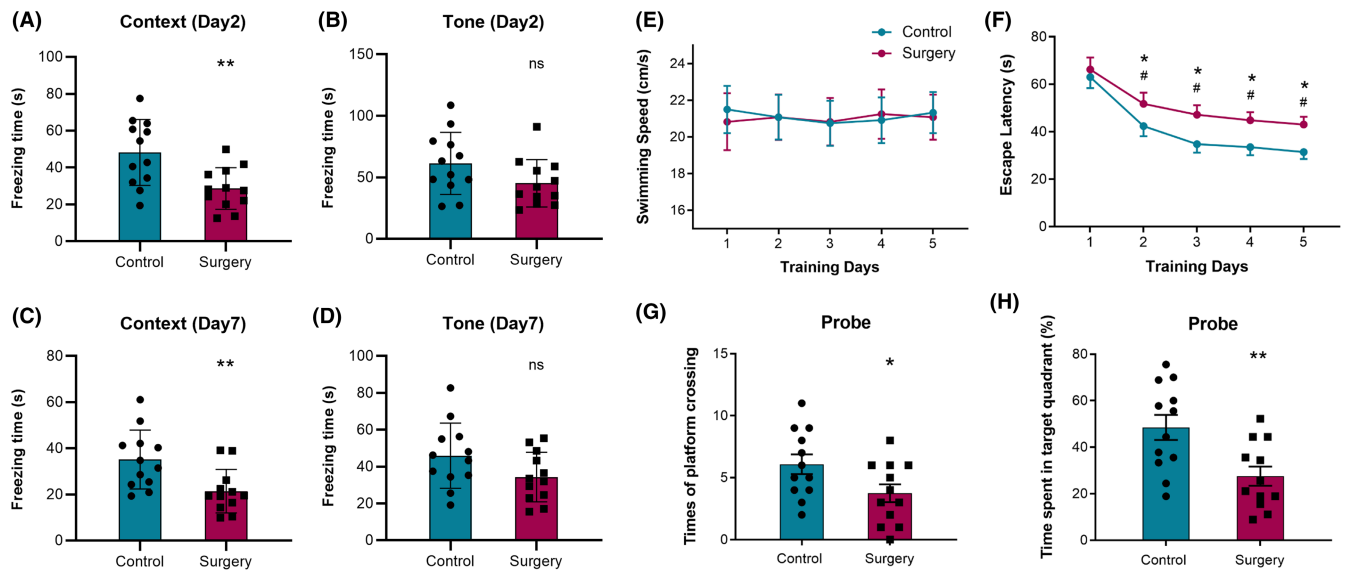 (A) Context (Day2)
Freezing time (s)
100
80
60
40
20
0
**
Control Surgery
(B) Tone (Day2)
Freezing time (s)
150
100
50
0
ns
Control Surgery
(E)
Swimming Speed (cm/s)
24
22
20
18
16
Control
Surgery
1 2 3 4 5
Training Days
(F)
Escape Latency (s)
80
60
40
20
0
* * * *
# # # #
1 2 3 4 5
Training Days
(C) Context (Day7)
Freezing time (s)
80
60
40
20
0
**
Control Surgery
(D) Tone (Day7)
Freezing time (s)
100
80
60
40
20
0
ns
Control Surgery
(G) Probe
Times of platform crossing
15
10
5
0
*
Control Surgery
(H) Probe
Time spent in target quadrant (%)
80
60
40
20
0
**
Control Surgery